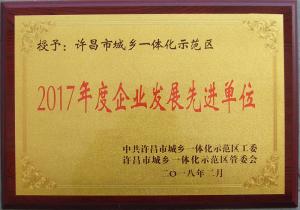 授予：许昌市城乡一体化示范区
2017年度企业发展先进单位
中共许昌市城乡一体化示范区工委
许昌市城乡一体化示范区管委会
二〇一八年二月